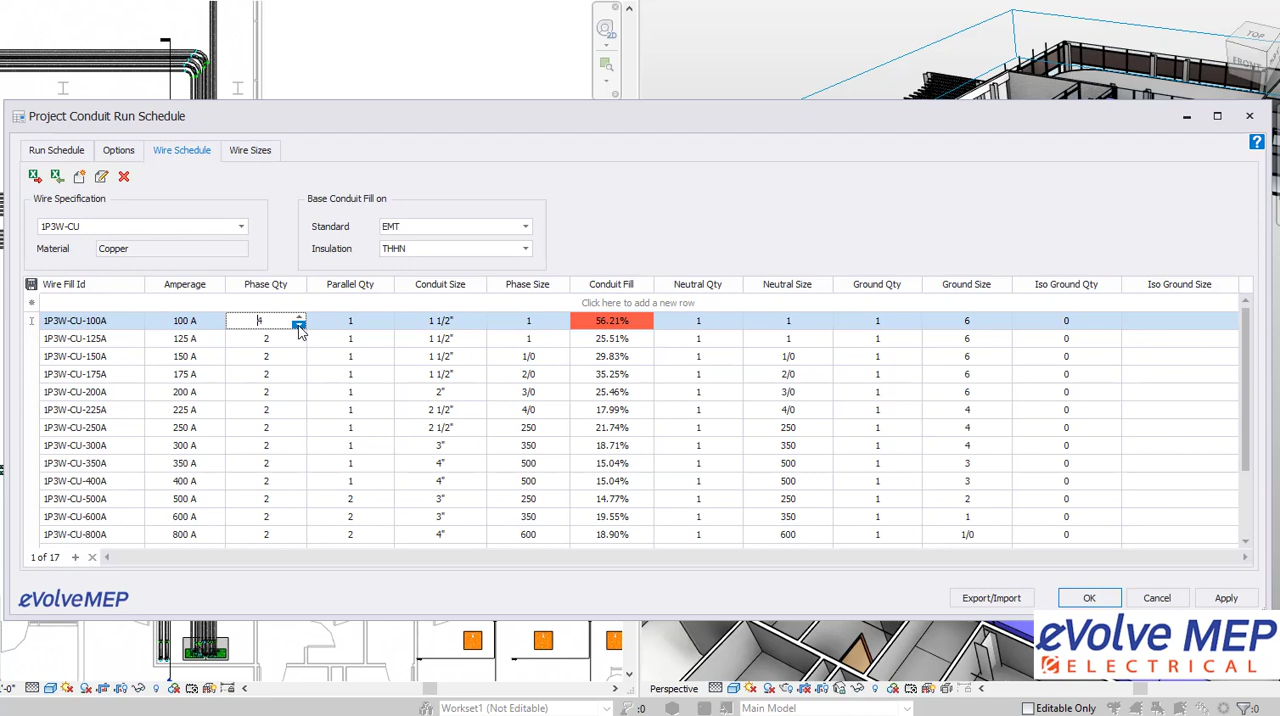 2D
TOP
FRONT
Project Conduit Run Schedule
Run Schedule Options Wire Schedule Wire Sizes
?
Wire Specification Base Conduit Fill on
1P3W-CU Standard EMT
Material Copper Insulation THHN
Wire Fill Id Amperage Phase Qty Parallel Qty Conduit Size Phase Size Conduit Fill Neutral Qty Neutral Size Ground Qty Ground Size Iso Ground Qty Iso Ground Size
Click here to add a new row
1P3W-CU-100A 100 A 4 1 1 1/2" 1 56.21% 1 1 1 6 0
1P3W-CU-125A 125 A 2 1 1 1/2" 1 25.51% 1 1 1 6 0
1P3W-CU-150A 150 A 2 1 1 1/2" 1/0 29.83% 1 1/0 1 6 0
1P3W-CU-175A 175 A 2 1 1 1/2" 2/0 35.25% 1 2/0 1 6 0
1P3W-CU-200A 200 A 2 1 2" 3/0 25.46% 1 3/0 1 6 0
1P3W-CU-225A 225 A 2 1 2 1/2" 4/0 17.99% 1 4/0 1 4 0
1P3W-CU-250A 250 A 2 1 2 1/2" 250 21.74% 1 250 1 4 0
1P3W-CU-300A 300 A 2 1 3" 350 18.71% 1 350 1 4 0
1P3W-CU-350A 350 A 2 1 4" 500 15.04% 1 500 1 3 0
1P3W-CU-400A 400 A 2 1 4" 500 15.04% 1 500 1 3 0
1P3W-CU-500A 500 A 2 2 3" 250 14.77% 1 250 1 2 0
1P3W-CU-600A 600 A 2 2 3" 350 19.55% 1 350 1 1 0
1P3W-CU-800A 800 A 2 2 4" 600 18.90% 1 600 1 1/0 0
1 of 17
eVolveMEP Export/Import OK Cancel Apply
eVolve MEP
ELECTRICAL
'-0" Perspective
Workset1 (Not Editable) :0 Main Model Editable Only :0